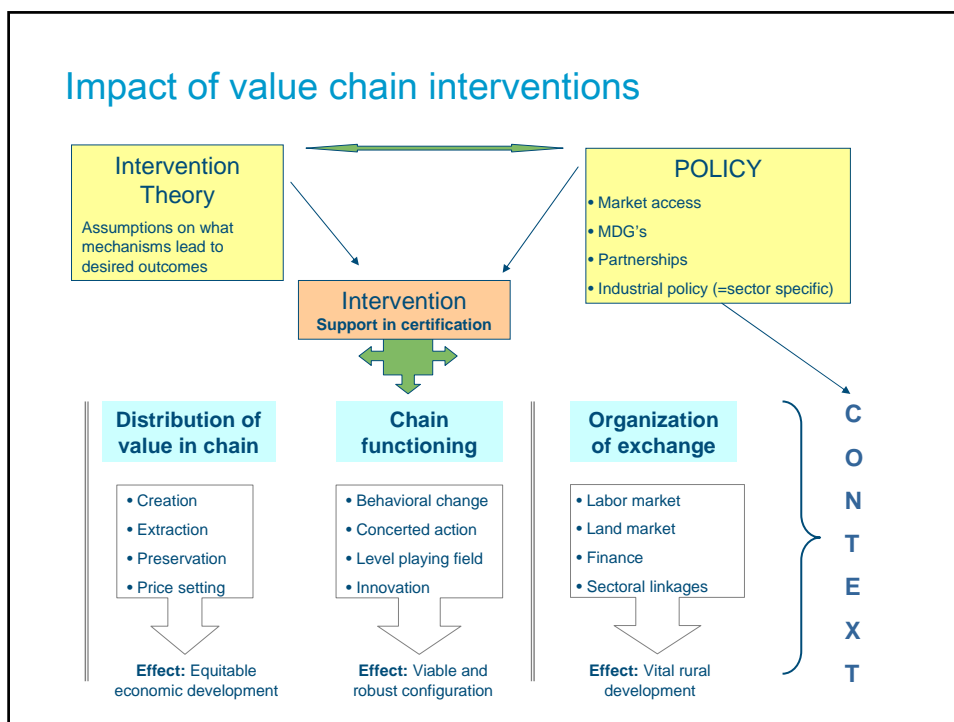 Impact of value chain interventions
Intervention
Theory
Assumptions on what
mechanisms lead to
desired outcomes
POLICY
• Market access
• MDG's
• Partnerships
• Industrial policy (=sector specific)
Intervention
Support in certification
Distribution of
value in chain
• Creation
• Extraction
• Preservation
• Price setting
Effect: Equitable
economic development
Chain
functioning
• Behavioral change
• Concerted action
• Level playing field
• Innovation
Effect: Viable and
robust configuration
Organization
of exchange
• Labor market
• Land market
• Finance
• Sectoral linkages
Effect: Vital rural
development
C
O
N
T
E
X
T